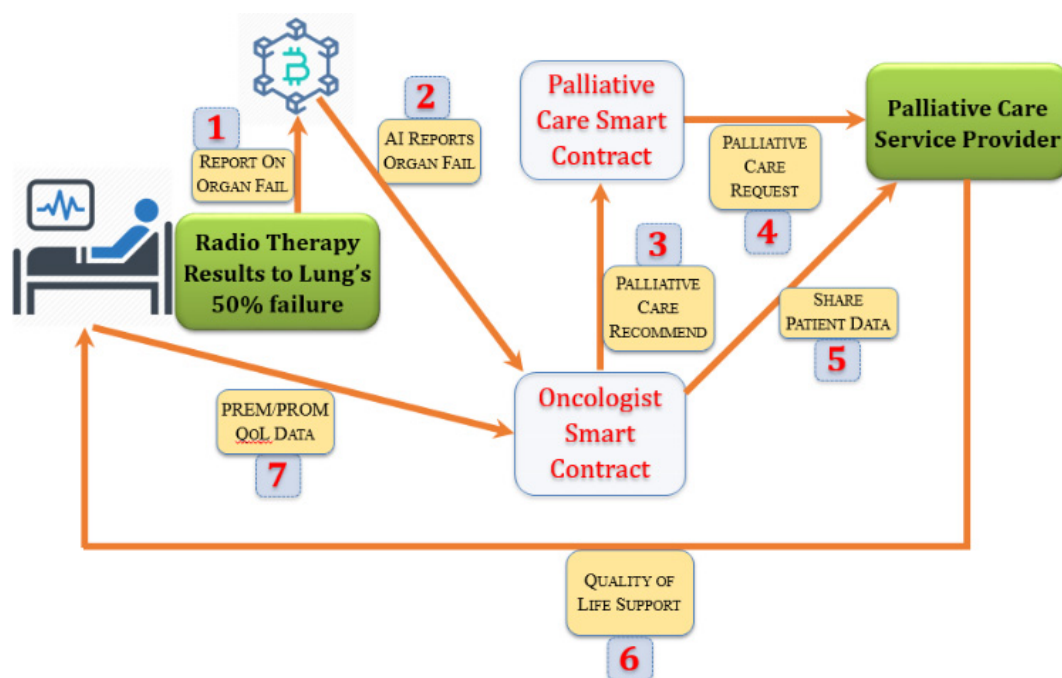 1
REPORT ON
ORGAN FAIL
2
AI REPORTS
ORGAN FAIL
Palliative
Care Smart
Contract
Palliative Care
Service Provider
PALLIATIVE
CARE
REQUEST
4
Radio Therapy
Results to Lung's
50% failure
3
PALLIATIVE
CARE
RECOMMEND
SHARE
PATIENT DATA
5
PREM/PROM
QOL DATA
7
Oncologist
Smart
Contract
QUALITY OF
LIFE SUPPORT
6